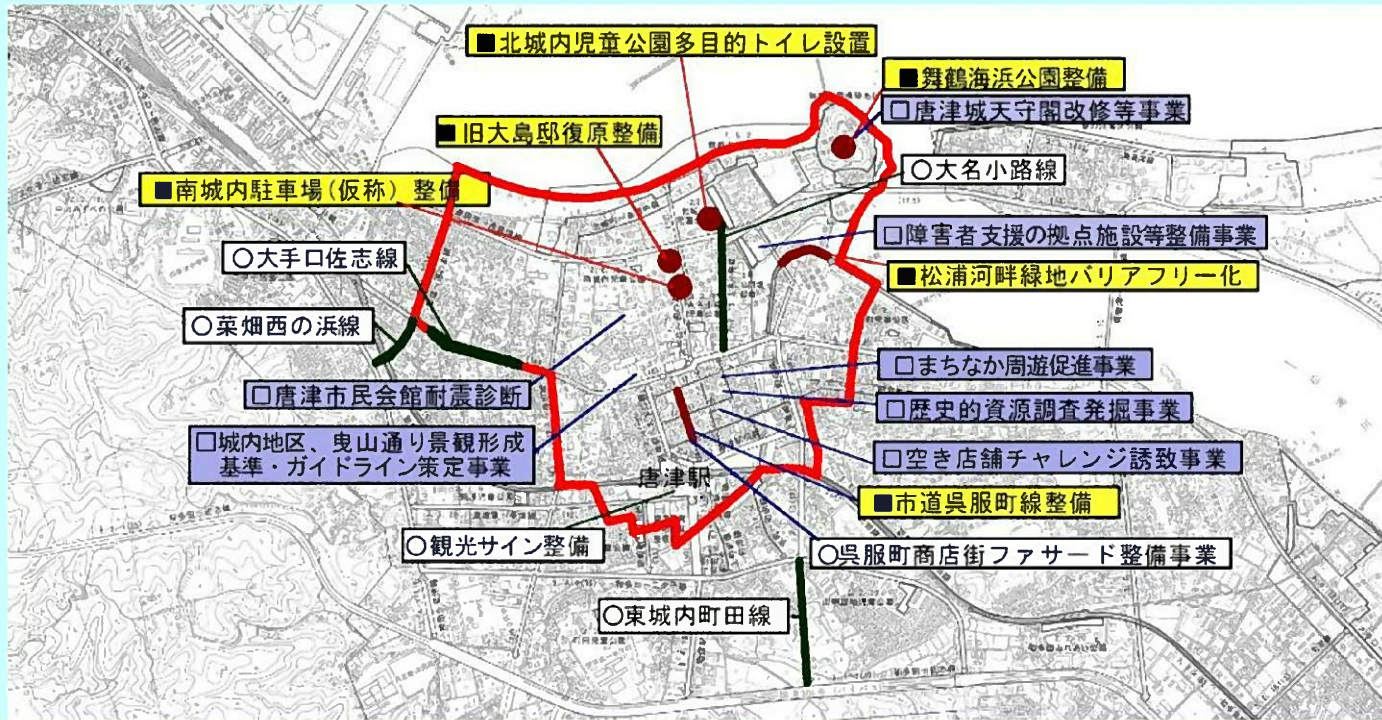 ■北城内児童公園多目的トイレ設置
■舞鶴海浜公園整備
□唐津城天守閣改修等事業
■旧大島邸復原整備
○大名小路線
■南城内駐車場(仮称) 整備
□障害者支援の拠点施設等整備事業
○大手口佐志線
■松浦河畔緑地バリアフリー化
○菜畑西の浜線
□まちなか周遊促進事業
□唐津市民会館耐震診断
□歴史的資源調査発掘事業
□城内地区、曳山通り景観形成
基準・ガイドライン策定事業
□空き店舗チャレンジ誘致事業
唐津駅
■市道呉服町線整備
○観光サイン整備
○呉服町商店街ファサード整備事業
○東城内町田線